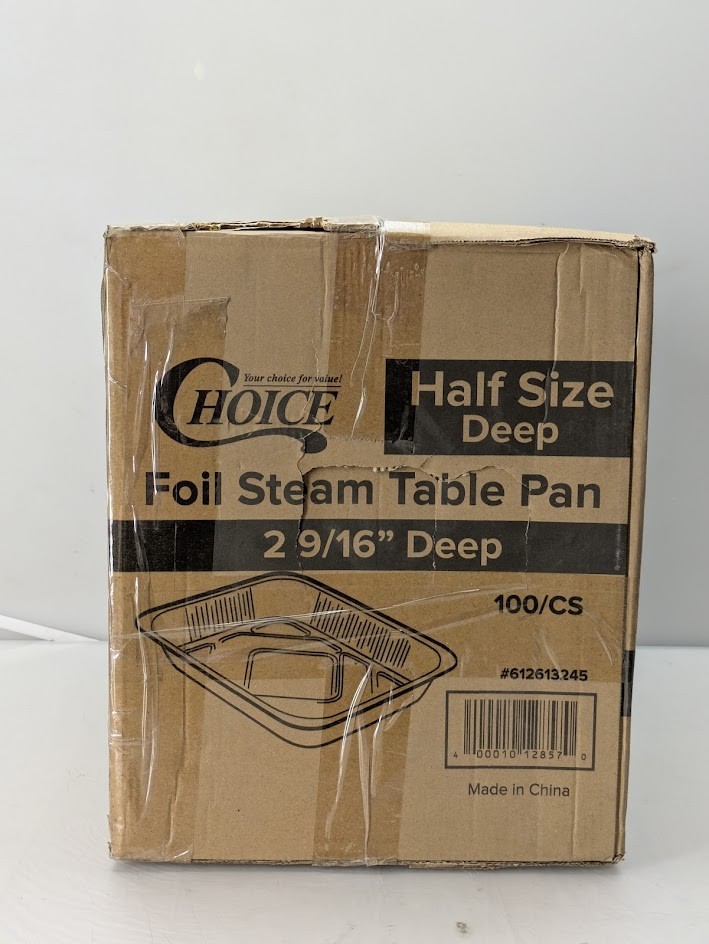 Your choice for value!
CHOICE
Half Size
Deep
Foil Steam Table Pan
2 9/16” Deep
100/CS
#612613245
4 00010 12857 0
Made in China